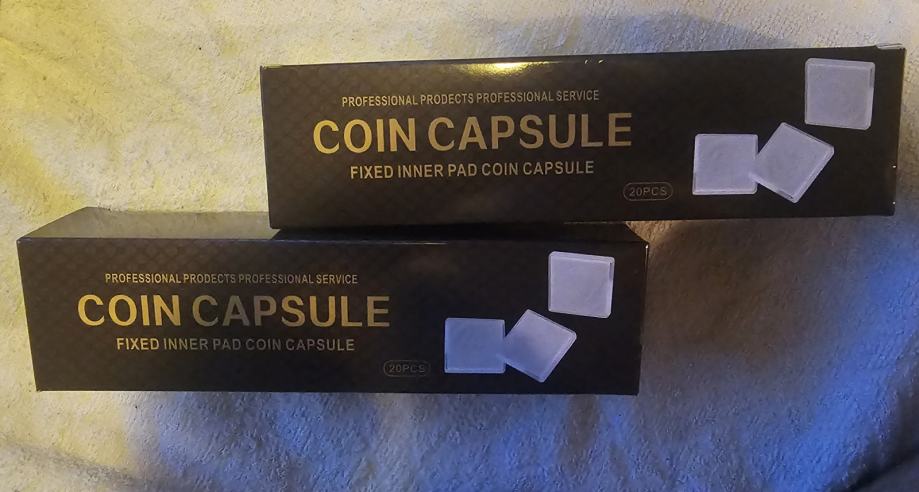 PROFESSIONAL PRODECTS PROFESSIONAL SERVICE
COIN CAPSULE
FIXED INNER PAD COIN CAPSULE
20PCS
PROFESSIONAL PRODECTS PROFESSIONAL SERVICE
COIN CAPSULE
FIXED INNER PAD COIN CAPSULE
20PCS